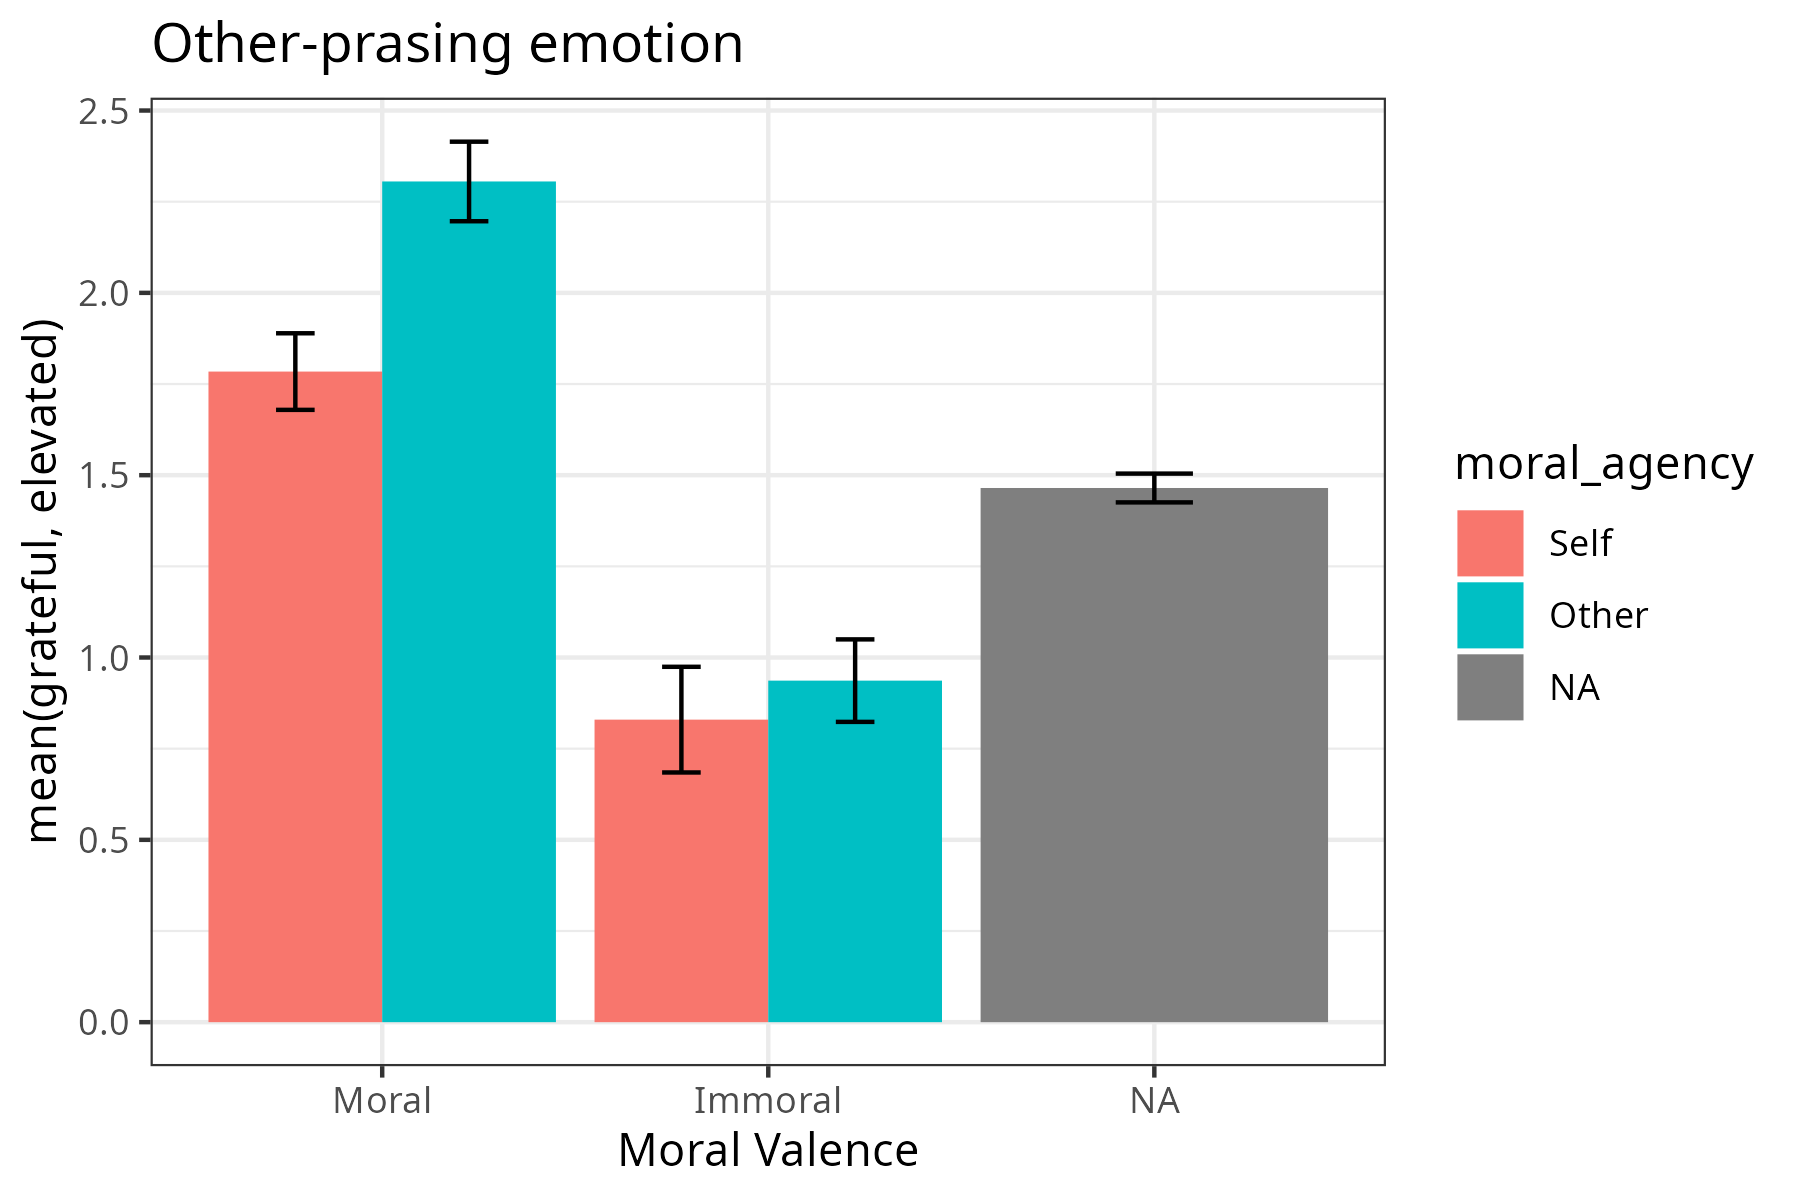 Other-prasing emotion
mean(grateful, elevated)
2.5
2.0
1.5
1.0
0.5
0.0
Moral
Immoral
NA
Moral Valence
moral_agency
Self
Other
NA